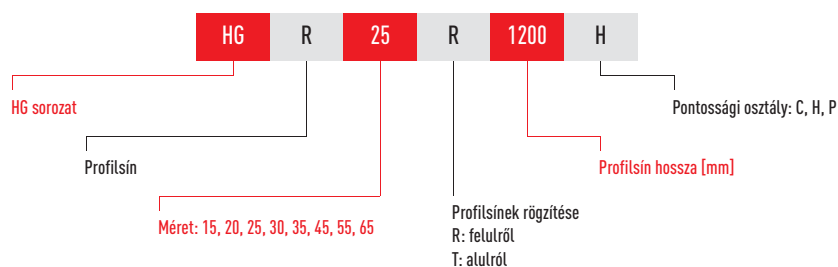 HG R 25 R 1200 H
HG sorozat
Pontossági osztály: C, H, P
Profilsín
Profilsín hossza [mm]
Méret: 15, 20, 25, 30, 35, 45, 55, 65
Profilsínek rögzítése
R: felulről
T: alulról